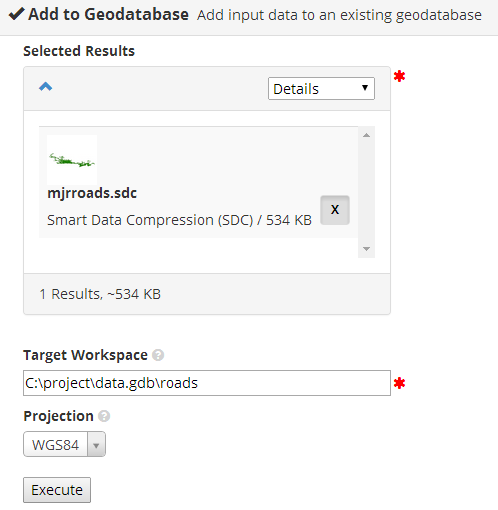 Add to Geodatabase Add input data to an existing geodatabase
Selected Results
Details
mjrroads.sdc
Smart Data Compression (SDC) / 534 KB
X
1 Results, ~534 KB
Target Workspace ?
C:\project\data.gdb\roads
Projection ?
WGS84
Execute